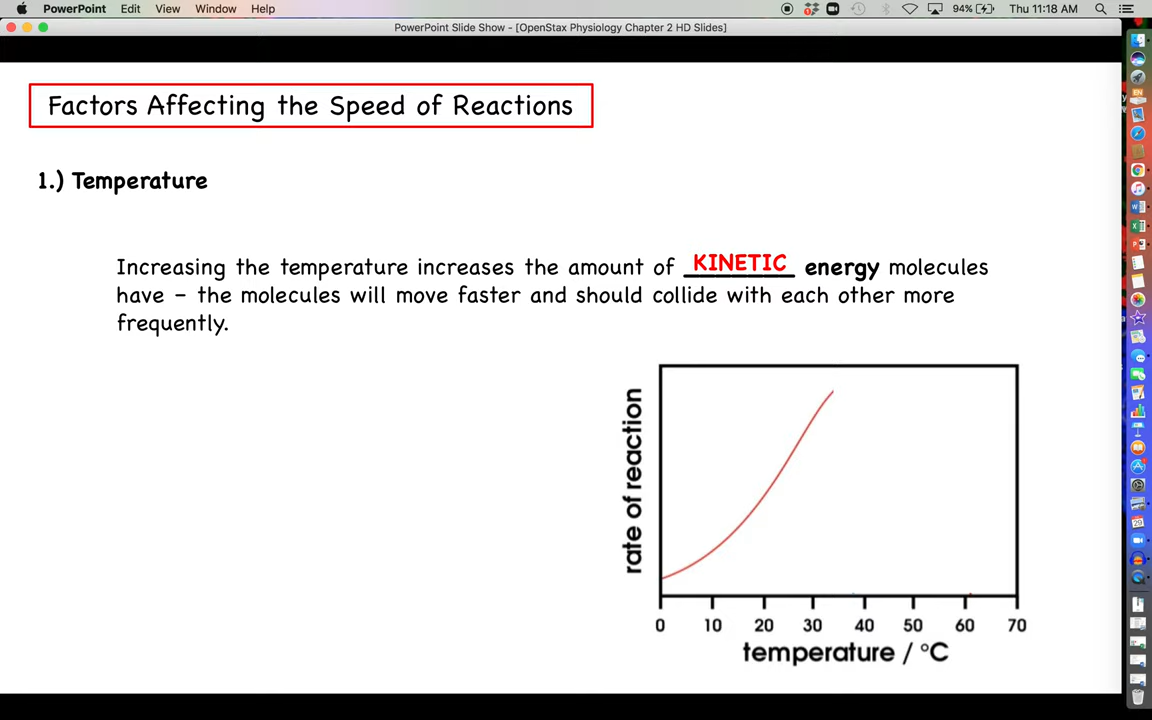 PowerPoint Edit View Window Help
94% Thu 11:18 AM
PowerPoint Slide Show - [OpenStax Physiology Chapter 2 HD Slides]
Factors Affecting the Speed of Reactions
1.) Temperature
Increasing the temperature increases the amount of KINETIC energy molecules
have – the molecules will move faster and should collide with each other more
frequently.
rate of reaction
0 10 20 30 40 50 60 70
temperature / °C